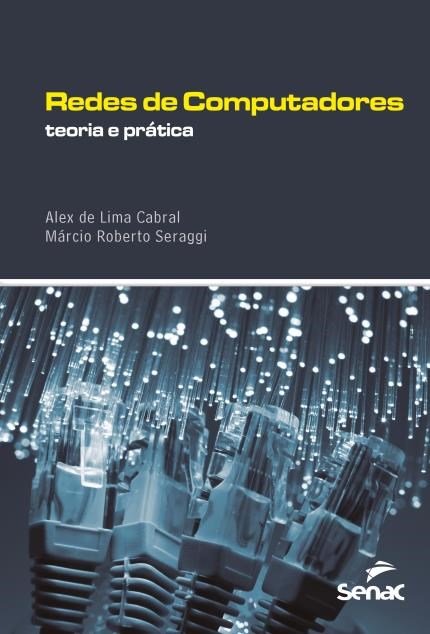 Redes de Computadores
teoria e prática
Alex de Lima Cabral
Márcio Roberto Seraggi
senac